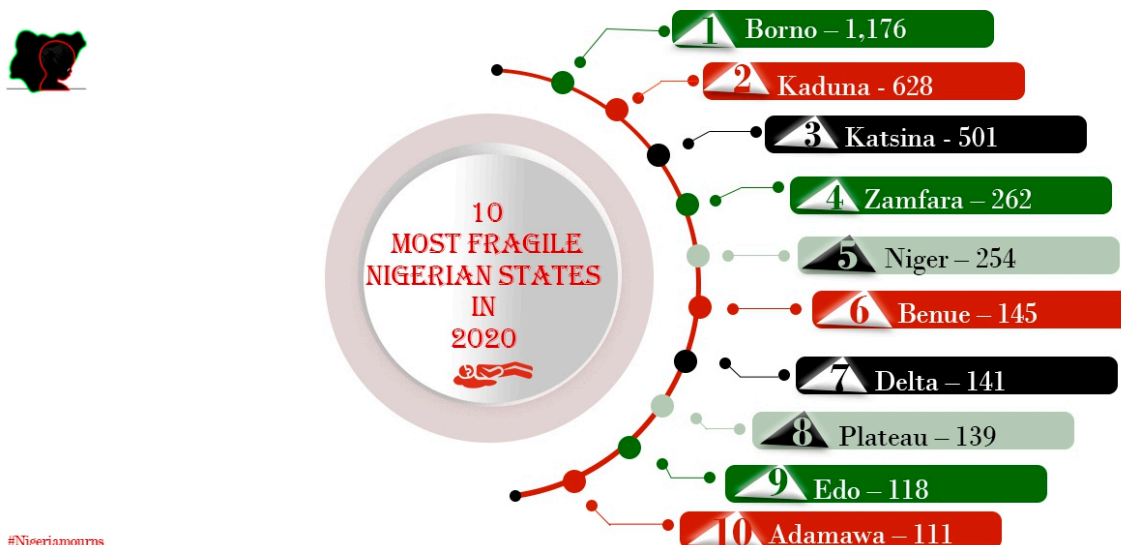 10
MOST FRAGILE
NIGERIAN STATES
IN
2020
1 Borno – 1,176
2 Kaduna - 628
3 Katsina - 501
4 Zamfara – 262
5 Niger – 254
6 Benue – 145
7 Delta – 141
8 Plateau – 139
9 Edo – 118
10 Adamawa – 111
#Nigeriamourns